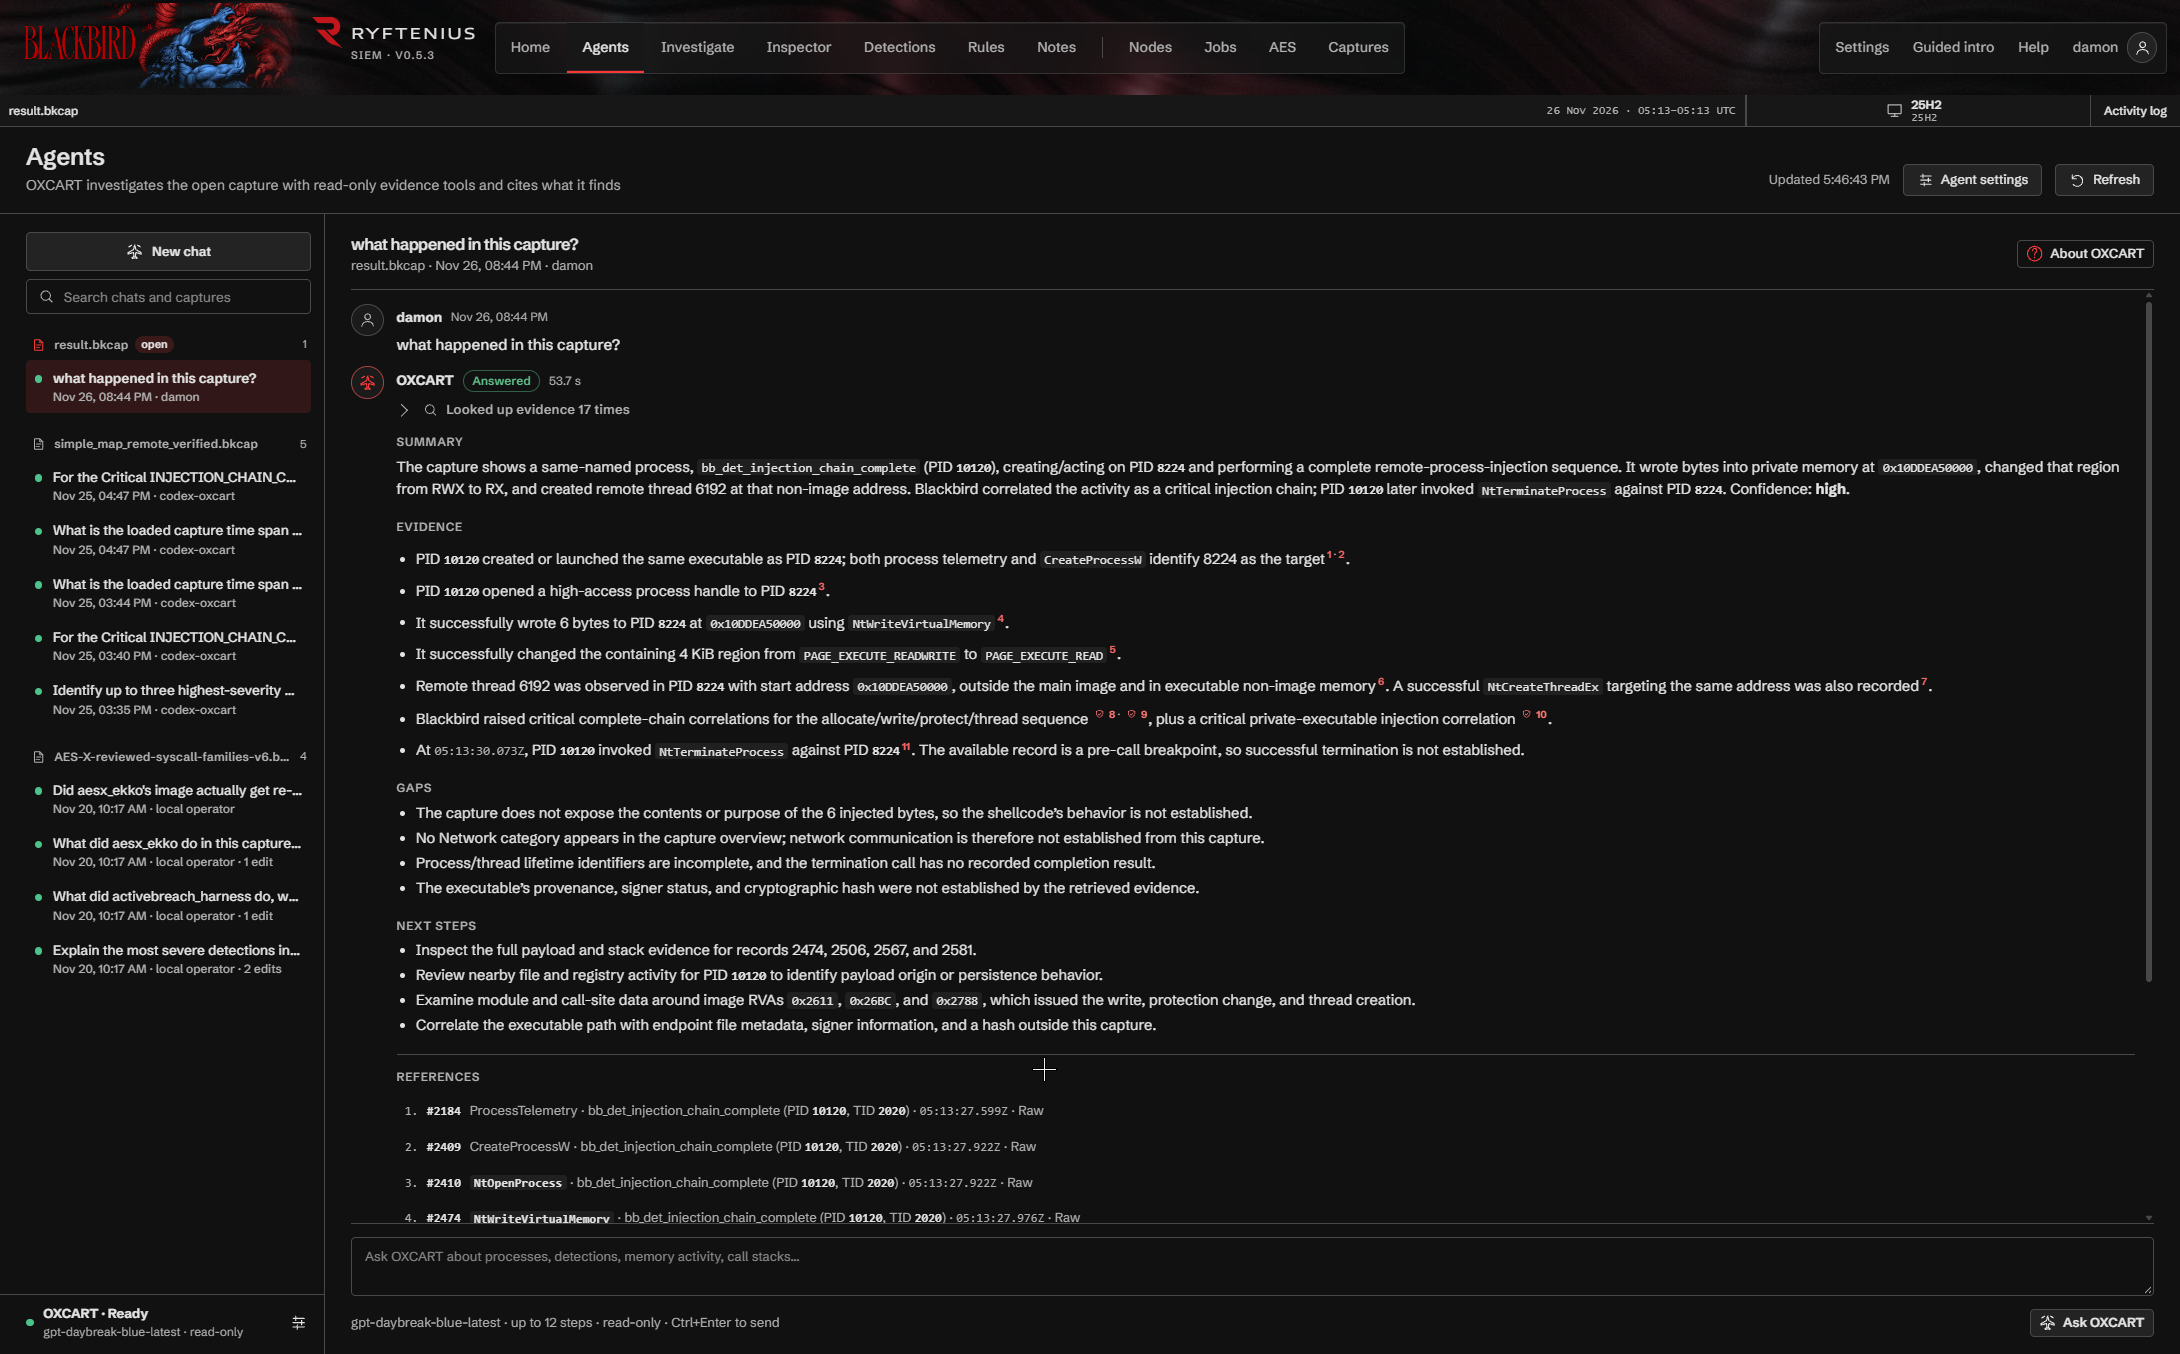 BLACKBIRD
RYFTENIUS
SIEM · V0.5.3
Home Agents Investigate Inspector Detections Rules Notes Nodes Jobs AES Captures
Settings Guided intro Help damon
result.bkcap
26 Nov 2026 · 05:13–05:13 UTC
25H2
25H2
Activity log
Agents
OXCART investigates the open capture with read-only evidence tools and cites what it finds
Updated 5:46:43 PM
Agent settings
Refresh
New chat
Search chats and captures
result.bkcap open 1
what happened in this capture?
Nov 26, 08:44 PM · damon
simple_map_remote_verified.bkcap 5
For the Critical INJECTION_CHAIN_C...
Nov 25, 04:47 PM · codex-oxcart
What is the loaded capture time span ...
Nov 25, 04:47 PM · codex-oxcart
What is the loaded capture time span ...
Nov 25, 03:44 PM · codex-oxcart
For the Critical INJECTION_CHAIN_C...
Nov 25, 03:40 PM · codex-oxcart
Identify up to three highest-severity ...
Nov 25, 03:35 PM · codex-oxcart
AES-X-reviewed-syscall-families-v6.b... 4
Did aesx_ekko's image actually get re-...
Nov 20, 10:17 AM · local operator
What did aesx_ekko do in this capture...
Nov 20, 10:17 AM · local operator · 1 edit
What did activebreach_harness do, w...
Nov 20, 10:17 AM · local operator · 1 edit
Explain the most severe detections in...
Nov 20, 10:17 AM · local operator · 2 edits
OXCART · Ready
gpt-daybreak-blue-latest · read-only
what happened in this capture?
result.bkcap · Nov 26, 08:44 PM · damon
About OXCART
damon Nov 26, 08:44 PM
what happened in this capture?
OXCART Answered 53.7 s
Looked up evidence 17 times
SUMMARY
The capture shows a same-named process, bb_det_injection_chain_complete (PID 10120), creating/acting on PID 8224 and performing a complete remote-process-injection sequence. It wrote bytes into private memory at 0x10DDEA50000, changed that region
from RWX to RX, and created remote thread 6192 at that non-image address. Blackbird correlated the activity as a critical injection chain; PID 10120 later invoked NtTerminateProcess against PID 8224. Confidence: high.
EVIDENCE
• PID 10120 created or launched the same executable as PID 8224; both process telemetry and CreateProcessW identify 8224 as the target 1 · 2.
• PID 10120 opened a high-access process handle to PID 8224 3.
• It successfully wrote 6 bytes to PID 8224 at 0x10DDEA50000 using NtWriteVirtualMemory 4.
• It successfully changed the containing 4 KiB region from PAGE_EXECUTE_READWRITE to PAGE_EXECUTE_READ 5.
• Remote thread 6192 was observed in PID 8224 with start address 0x10DDEA50000, outside the main image and in executable non-image memory 6. A successful NtCreateThreadEx targeting the same address was also recorded 7.
• Blackbird raised critical complete-chain correlations for the allocate/write/protect/thread sequence 8 · 9, plus a critical private-executable injection correlation 10.
• At 05:13:30.073Z, PID 10120 invoked NtTerminateProcess against PID 8224 11. The available record is a pre-call breakpoint, so successful termination is not established.
GAPS
• The capture does not expose the contents or purpose of the 6 injected bytes, so the shellcode's behavior is not established.
• No Network category appears in the capture overview; network communication is therefore not established from this capture.
• Process/thread lifetime identifiers are incomplete, and the termination call has no recorded completion result.
• The executable's provenance, signer status, and cryptographic hash were not established by the retrieved evidence.
NEXT STEPS
• Inspect the full payload and stack evidence for records 2474, 2506, 2567, and 2581.
• Review nearby file and registry activity for PID 10120 to identify payload origin or persistence behavior.
• Examine module and call-site data around image RVAs 0x2611, 0x26BC, and 0x2788, which issued the write, protection change, and thread creation.
• Correlate the executable path with endpoint file metadata, signer information, and a hash outside this capture.
REFERENCES
1. #2184 ProcessTelemetry · bb_det_injection_chain_complete (PID 10120, TID 2020) · 05:13:27.599Z · Raw
2. #2409 CreateProcessW · bb_det_injection_chain_complete (PID 10120, TID 2020) · 05:13:27.922Z · Raw
3. #2410 NtOpenProcess · bb_det_injection_chain_complete (PID 10120, TID 2020) · 05:13:27.922Z · Raw
4. #2474 NtWriteVirtualMemory · bb_det_injection_chain_complete (PID 10120, TID 2020) · 05:13:27.976Z · Raw
Ask OXCART about processes, detections, memory activity, call stacks...
gpt-daybreak-blue-latest · up to 12 steps · read-only · Ctrl+Enter to send
Ask OXCART